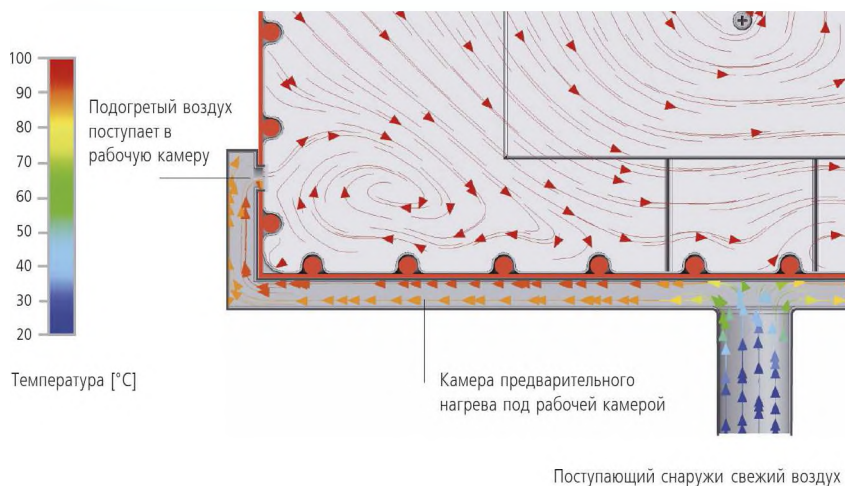 100
90
80
70
60
50
40
30
20
Температура [°C]
Подогретый воздух
поступает в
рабочую камеру
Камера предварительного
нагрева под рабочей камерой
Поступающий снаружи свежий воздух